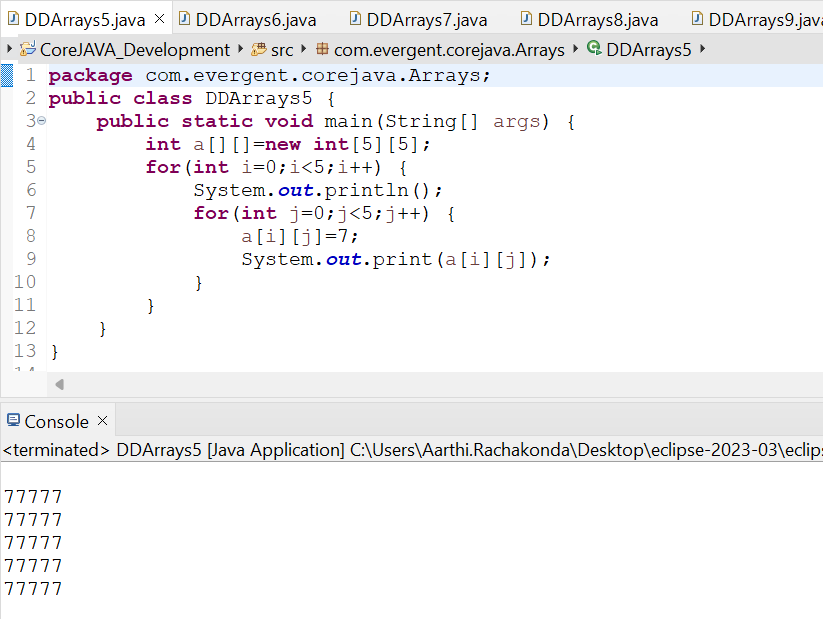 DDArrays5.java DDArrays6.java DDArrays7.java DDArrays8.java DDArrays9.java
CoreJAVA_Development src com.evergent.corejava.Arrays DDArrays5
1 package com.evergent.corejava.Arrays;
2 public class DDArrays5 {
3 public static void main(String[] args) {
4 int a[][]=new int[5][5];
5 for(int i=0;i<5;i++) {
6 System.out.println();
7 for(int j=0;j<5;j++) {
8 a[i][j]=7;
9 System.out.print(a[i][j]);
10 }
11 }
12 }
13 }
Console
<terminated> DDArrays5 [Java Application] C:\Users\Aarthi.Rachakonda\Desktop\eclipse-2023-03\eclips
77777
77777
77777
77777
77777